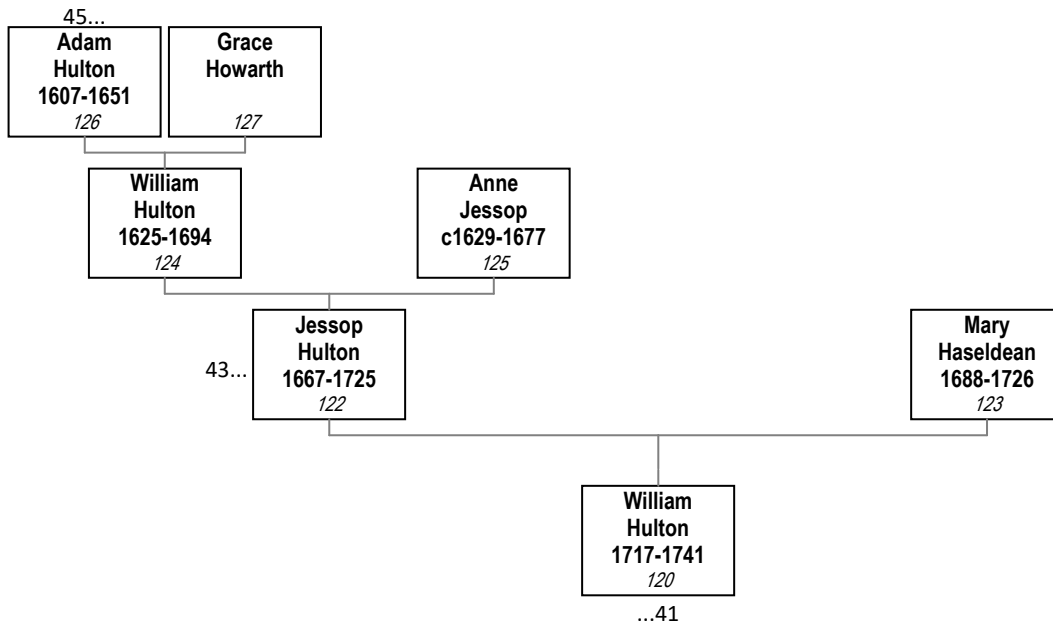 45...
Adam
Hulton
1607-1651
126
Grace
Howarth
127
William
Hulton
1625-1694
124
Anne
Jessop
c1629-1677
125
43...
Jessop
Hulton
1667-1725
122
Mary
Haseldean
1688-1726
123
William
Hulton
1717-1741
120
...41